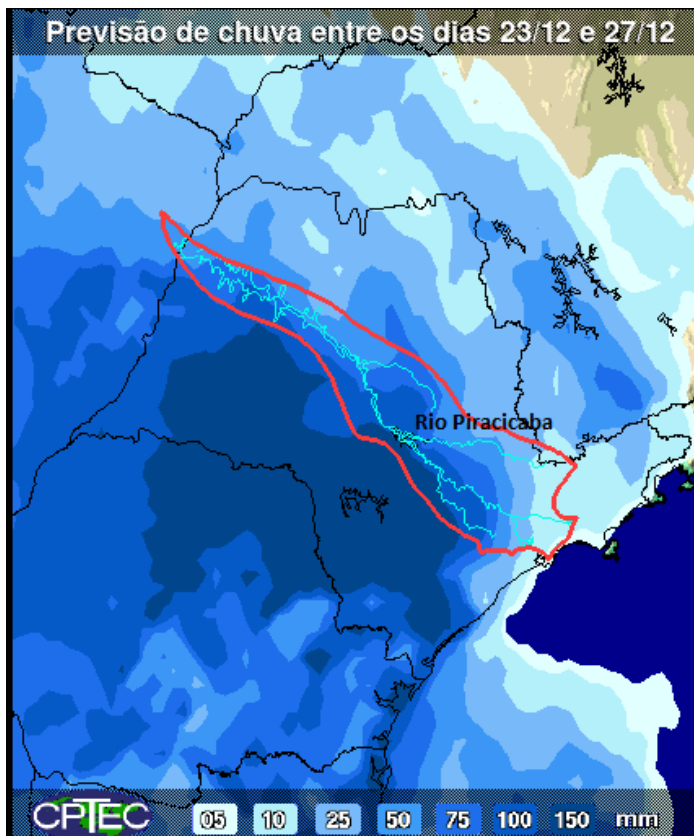 Previsão de chuva entre os dias 23/12 e 27/12
Rio Piracicaba
CPTEC 05 10 25 50 75 100 150 mm